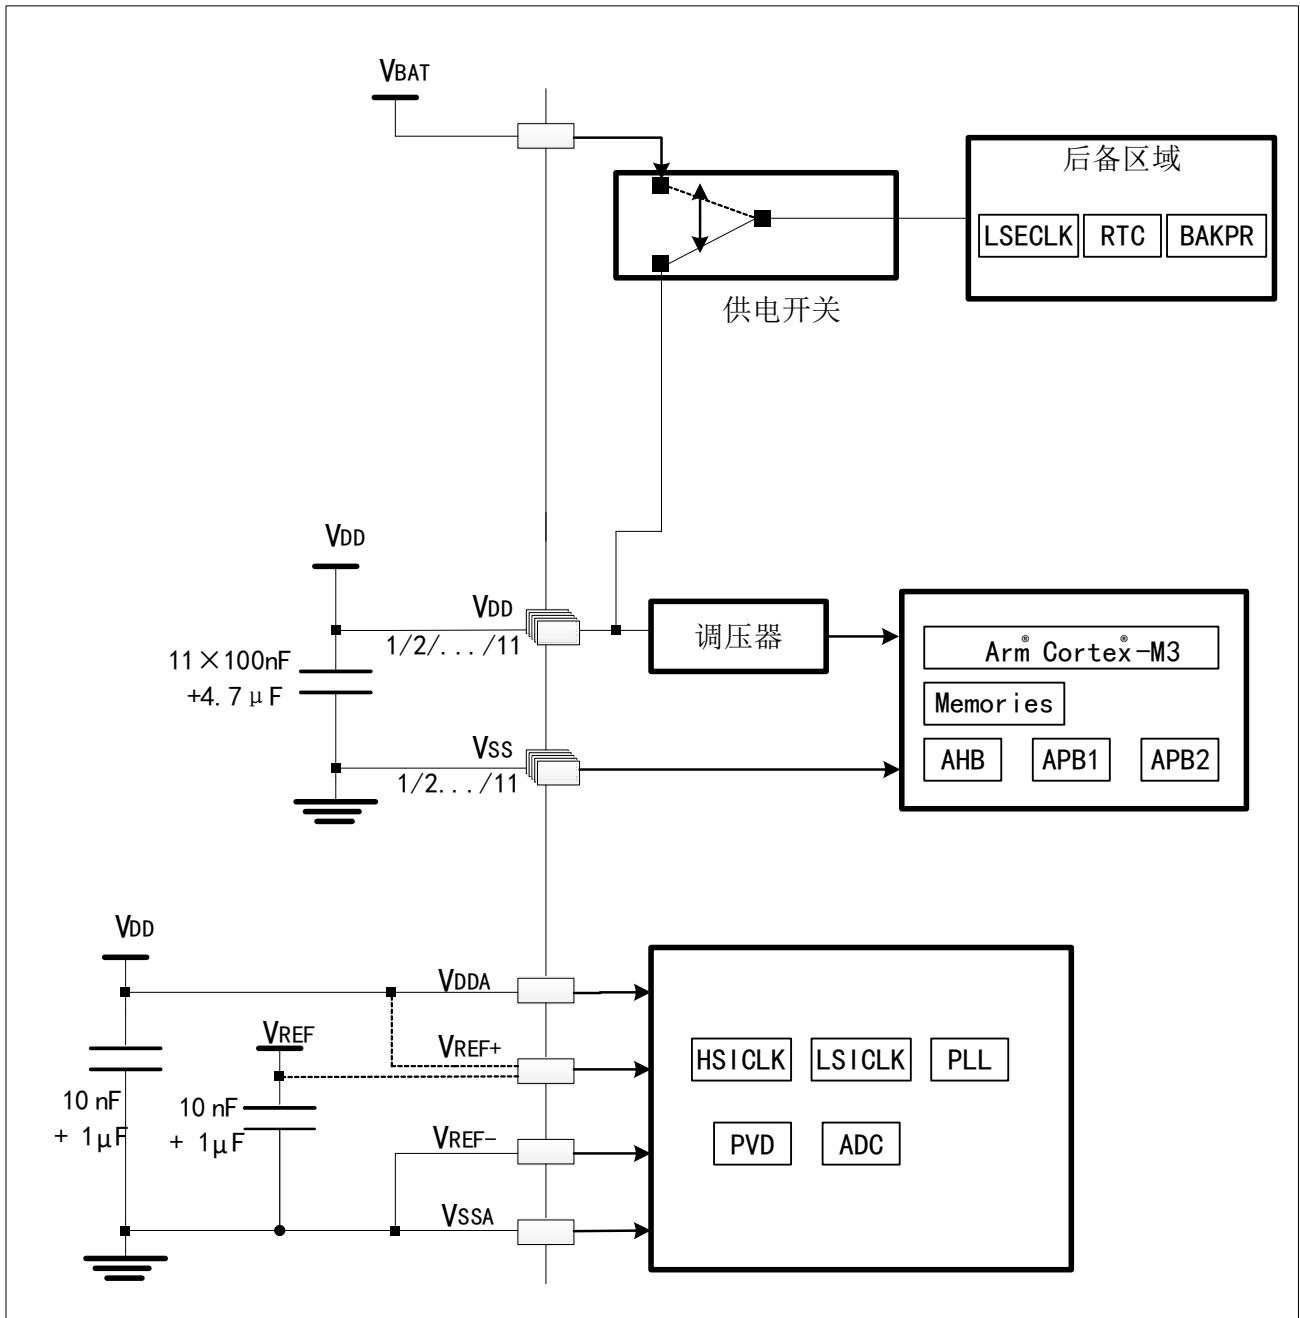 VBAT
后备区域
LSECLK RTC BAKPR
供电开关
VDD
VDD
1/2/.../11
调压器
Arm® Cortex®-M3
11×100nF
+4.7μF
Memories
VSS
1/2.../11
AHB APB1 APB2
VDD
VDDA
VREF
VREF+
HSICLK LSICLK PLL
10 nF
+ 1μF
10 nF
+ 1μF
VREF-
PVD ADC
VSSA